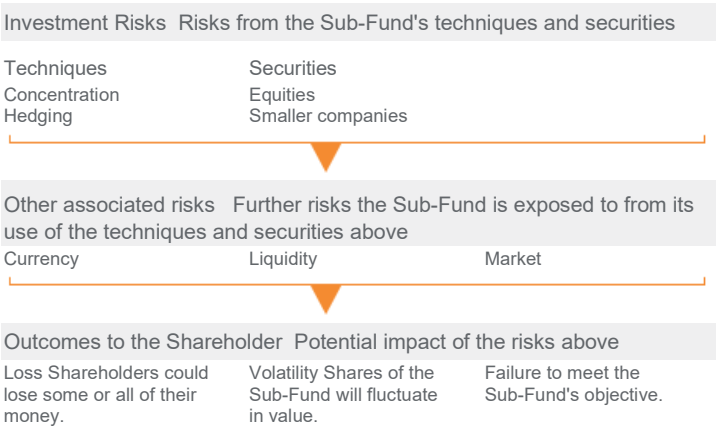 Investment Risks Risks from the Sub-Fund's techniques and securities
Techniques Securities
Concentration Equities
Hedging Smaller companies
Other associated risks Further risks the Sub-Fund is exposed to from its
use of the techniques and securities above
Currency Liquidity Market
Outcomes to the Shareholder Potential impact of the risks above
Loss Shareholders could
lose some or all of their
money.
Volatility Shares of the
Sub-Fund will fluctuate
in value.
Failure to meet the
Sub-Fund's objective.